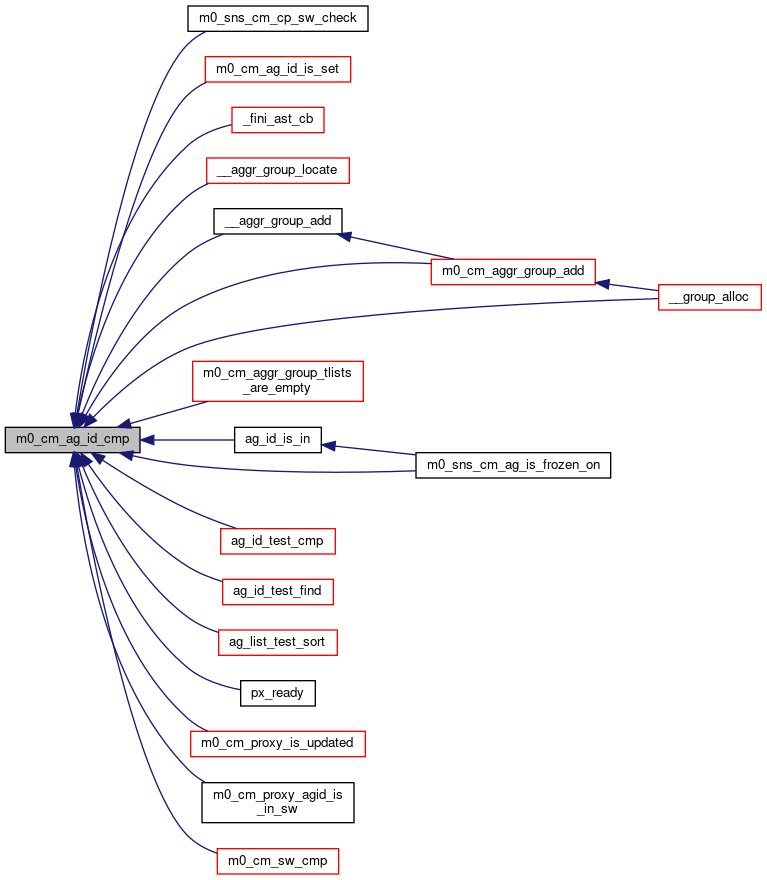 m0_sns_cm_cp_sw_check
m0_cm_ag_id_is_set
_fini_ast_cb
__aggr_group_locate
__aggr_group_add
m0_cm_aggr_group_add
__group_alloc
m0_cm_aggr_group_tlists
_are_empty
m0_cm_ag_id_cmp
ag_id_is_in
m0_sns_cm_ag_is_frozen_on
ag_id_test_cmp
ag_id_test_find
ag_list_test_sort
px_ready
m0_cm_proxy_is_updated
m0_cm_proxy_agid_is
_in_sw
m0_cm_sw_cmp